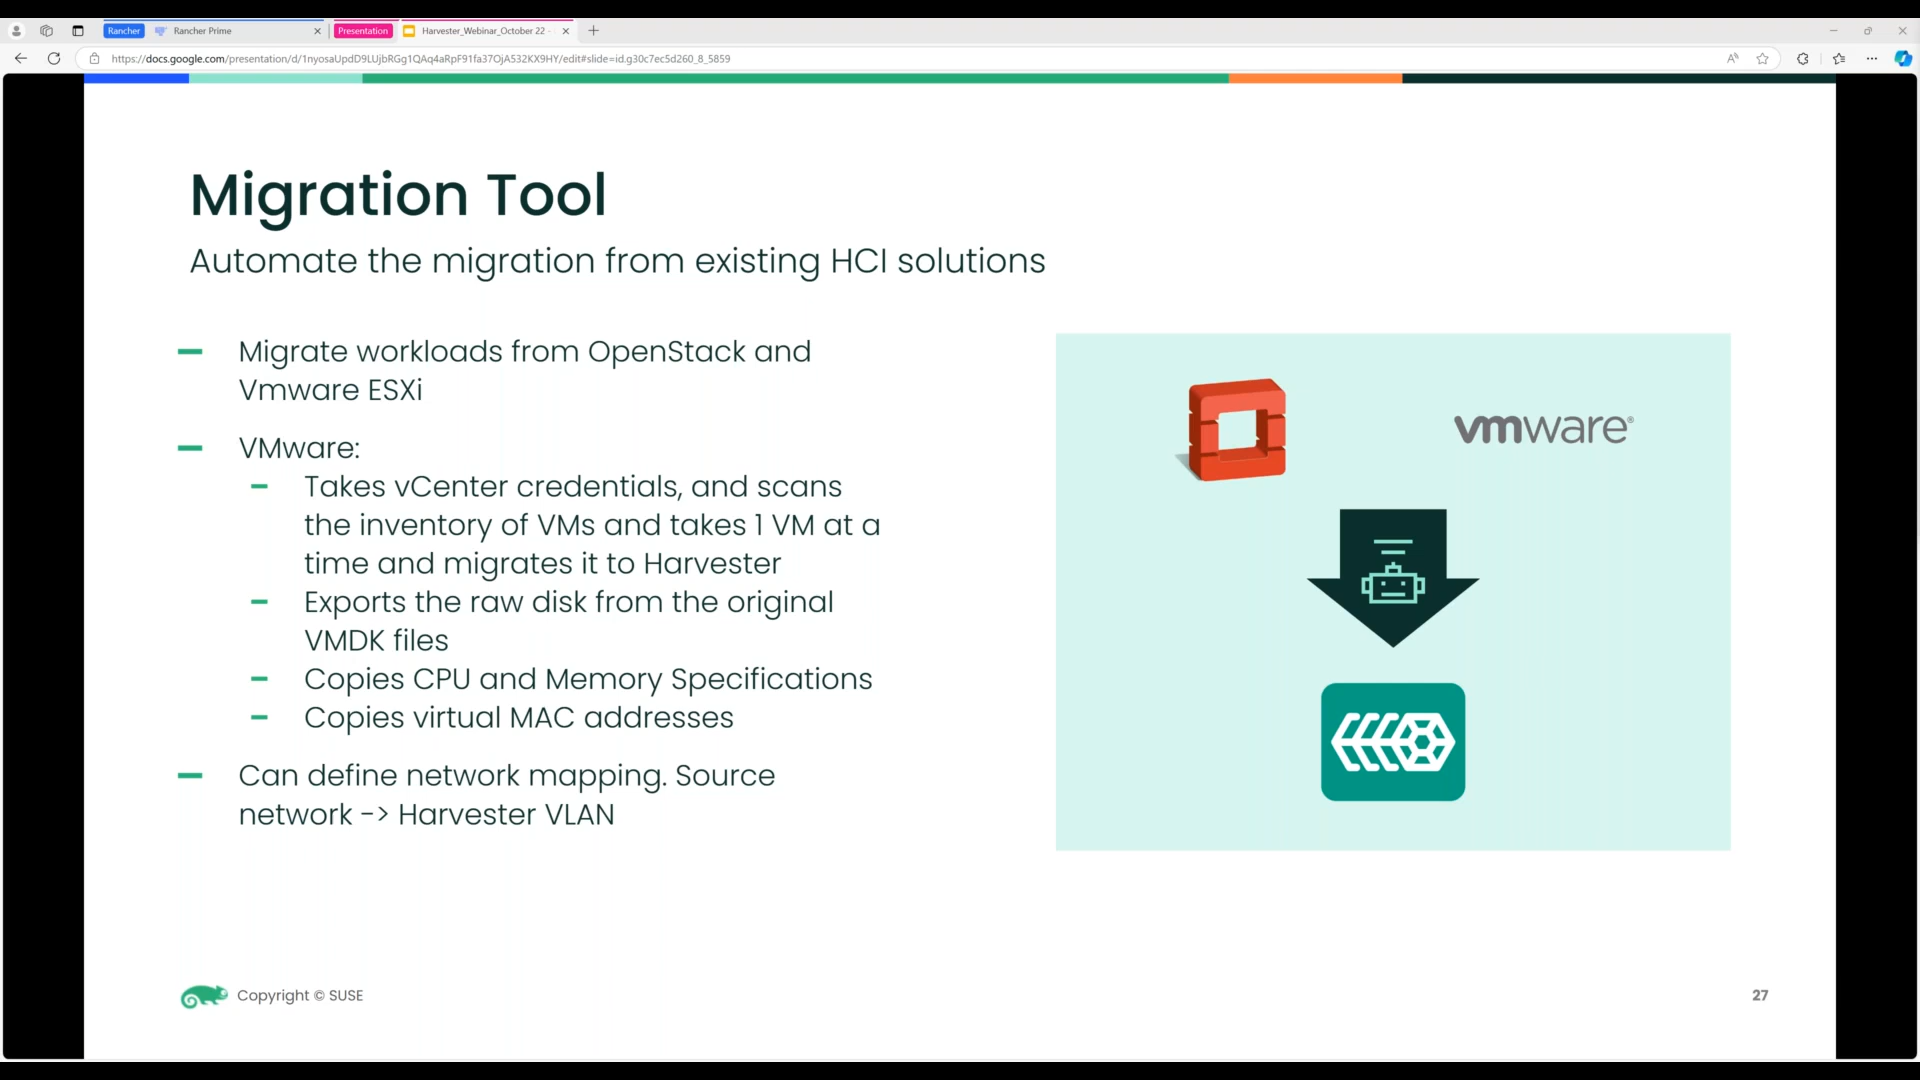 Rancher
Rancher Prime
Presentation
Harvester_Webinar_October 22 -
https://docs.google.com/presentation/d/1nyosaUpdD9LUjbRGg1QAq4aRpF91fa37OjA532KX9HY/edit#slide=id.g30c7ec5d260_8_5859
Migration Tool
Automate the migration from existing HCI solutions
Migrate workloads from OpenStack and
Vmware ESXi
VMware:
Takes vCenter credentials, and scans
the inventory of VMs and takes 1 VM at a
time and migrates it to Harvester
Exports the raw disk from the original
VMDK files
Copies CPU and Memory Specifications
Copies virtual MAC addresses
Can define network mapping. Source
network -> Harvester VLAN
vmware®
Copyright © SUSE
27